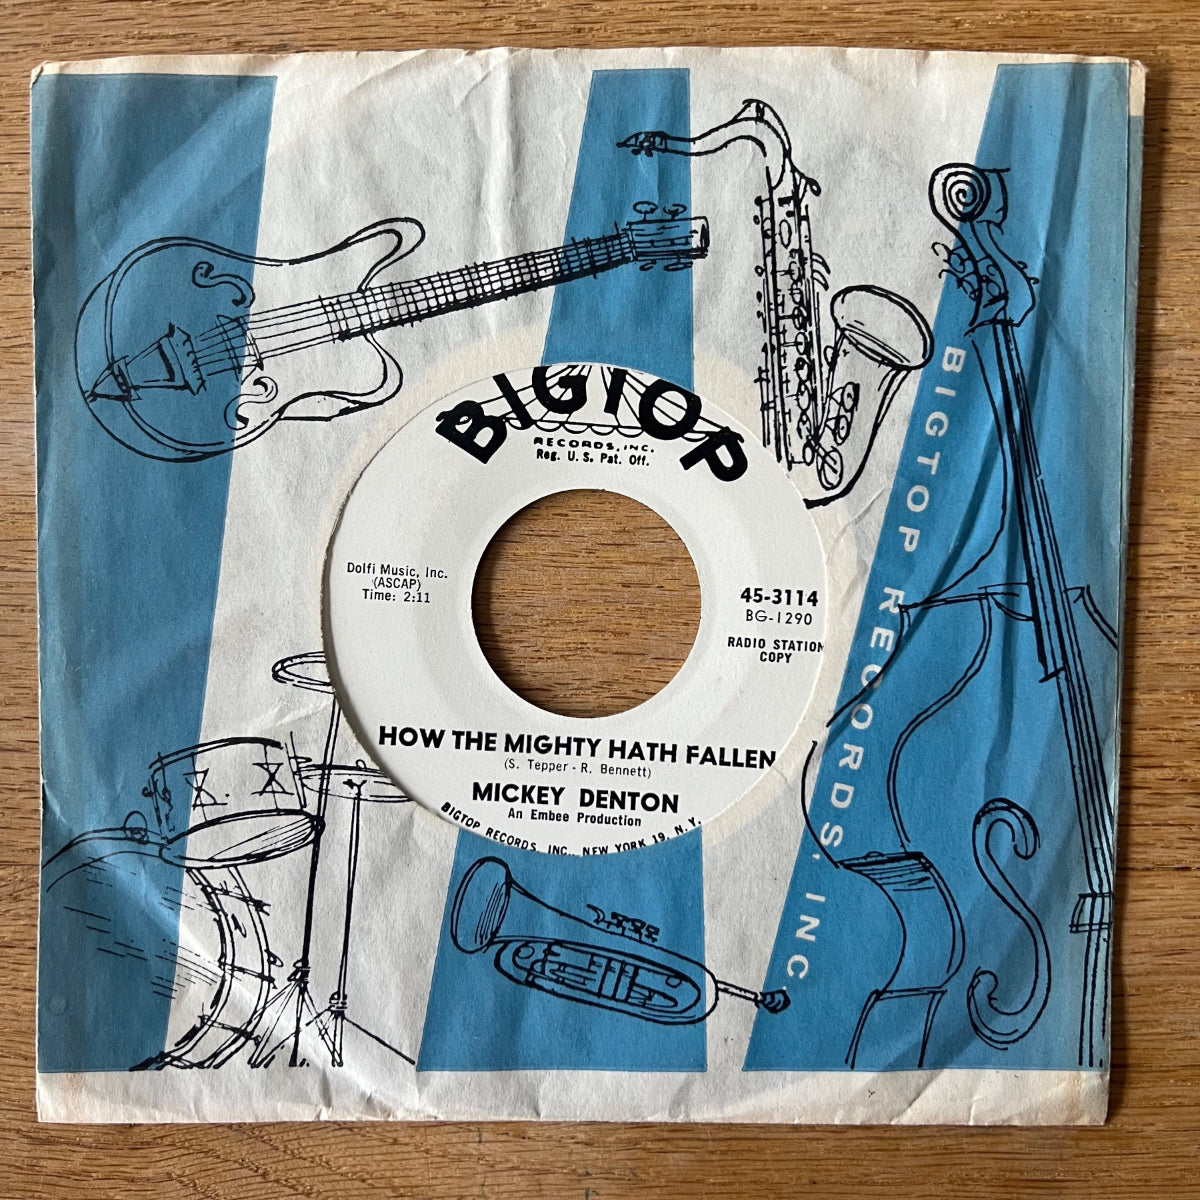 BIGTOP
RECORDS, INC.
Reg. U. S. Pat. Off.
Dolfi Music, Inc.
(ASCAP)
Time: 2:11
45-3114
BG-1290
RADIO STATION
COPY
HOW THE MIGHTY HATH FALLEN
(S. Tepper - R. Bennett)
MICKEY DENTON
An Embee Production
BIGTOP RECORDS, INC., NEW YORK 19, N.Y.
BIGTOP RECORDS, INC.